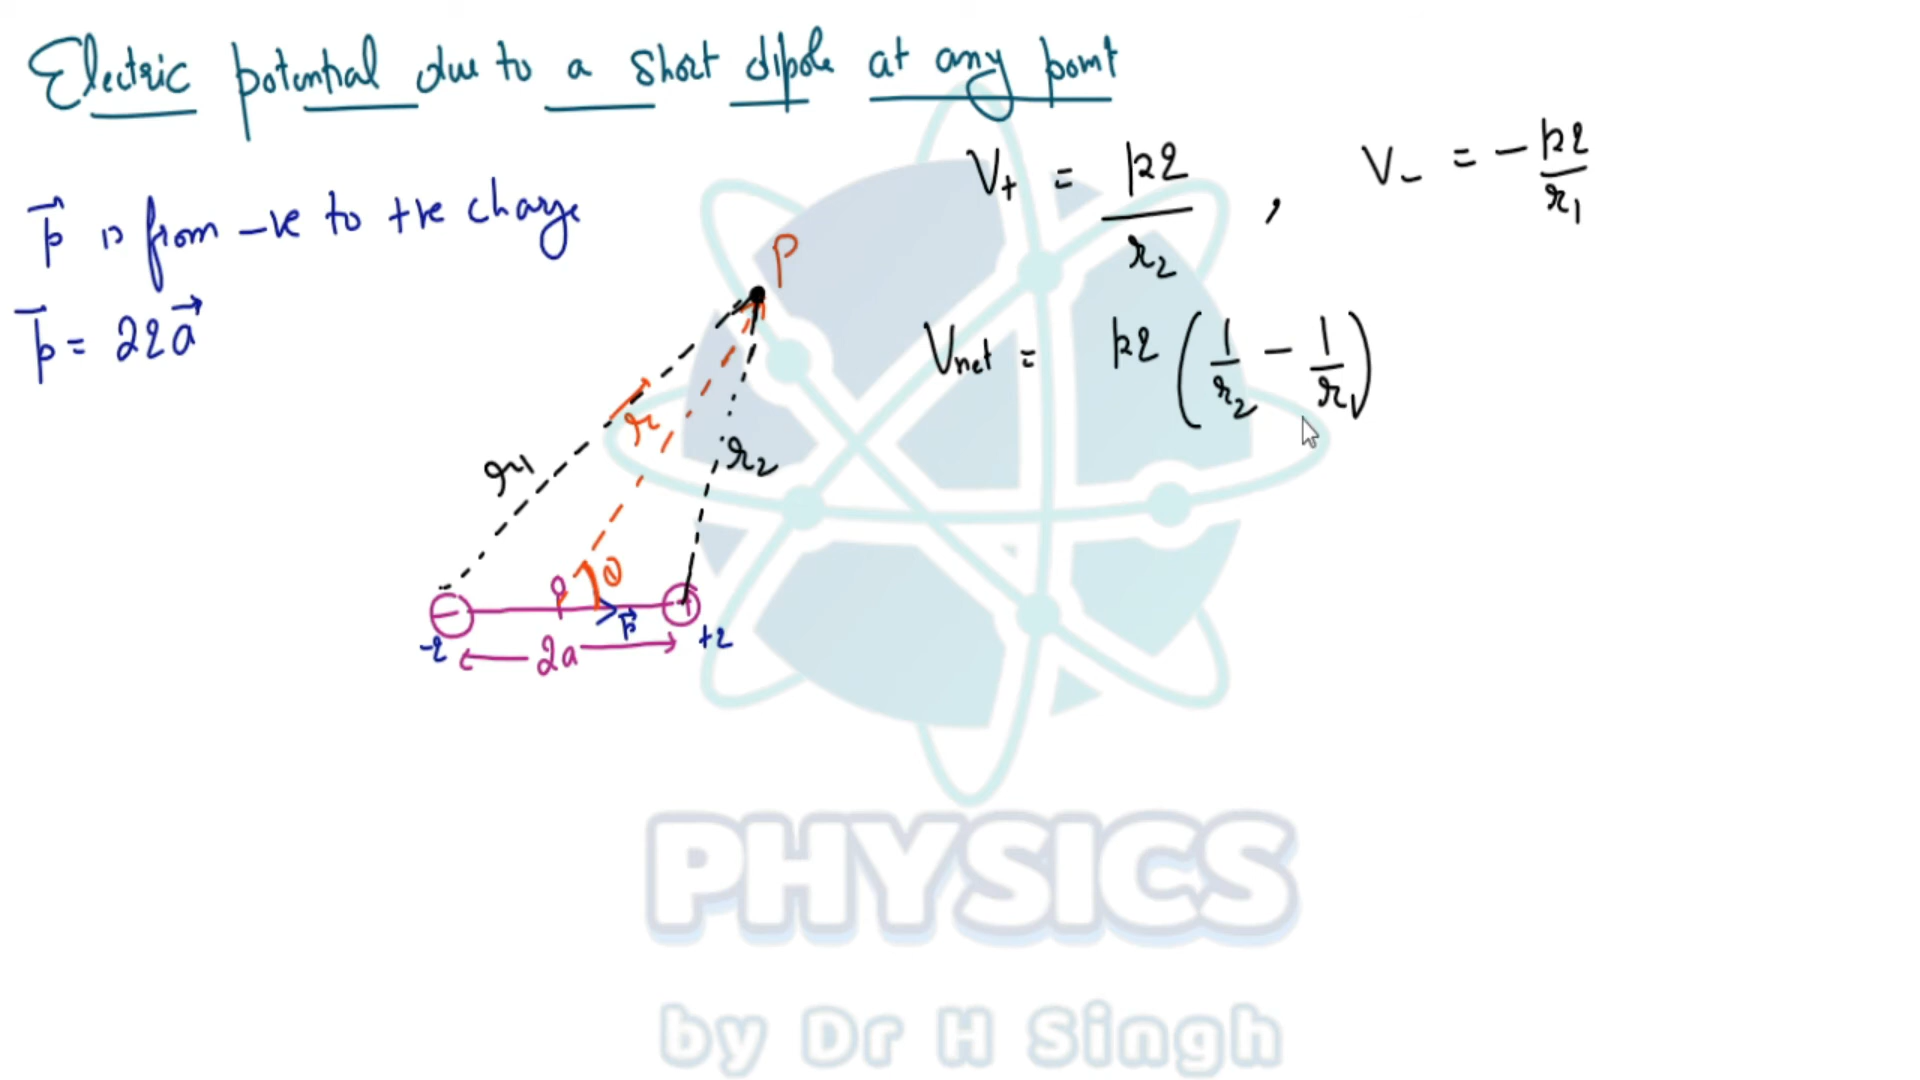 Electric potential due to a short dipole at any point
V₊ = kq/r₂ , V₋ = -kq/r₁
p⃗ is from -ve to +ve charge
P
p⃗ = 2qa⃗
Vnet = kq (1/r₂ - 1/r₁)
r⃗
r₁
r₂
θ
O
p⃗
-q
2a
+q
PHYSICS
by Dr H Singh